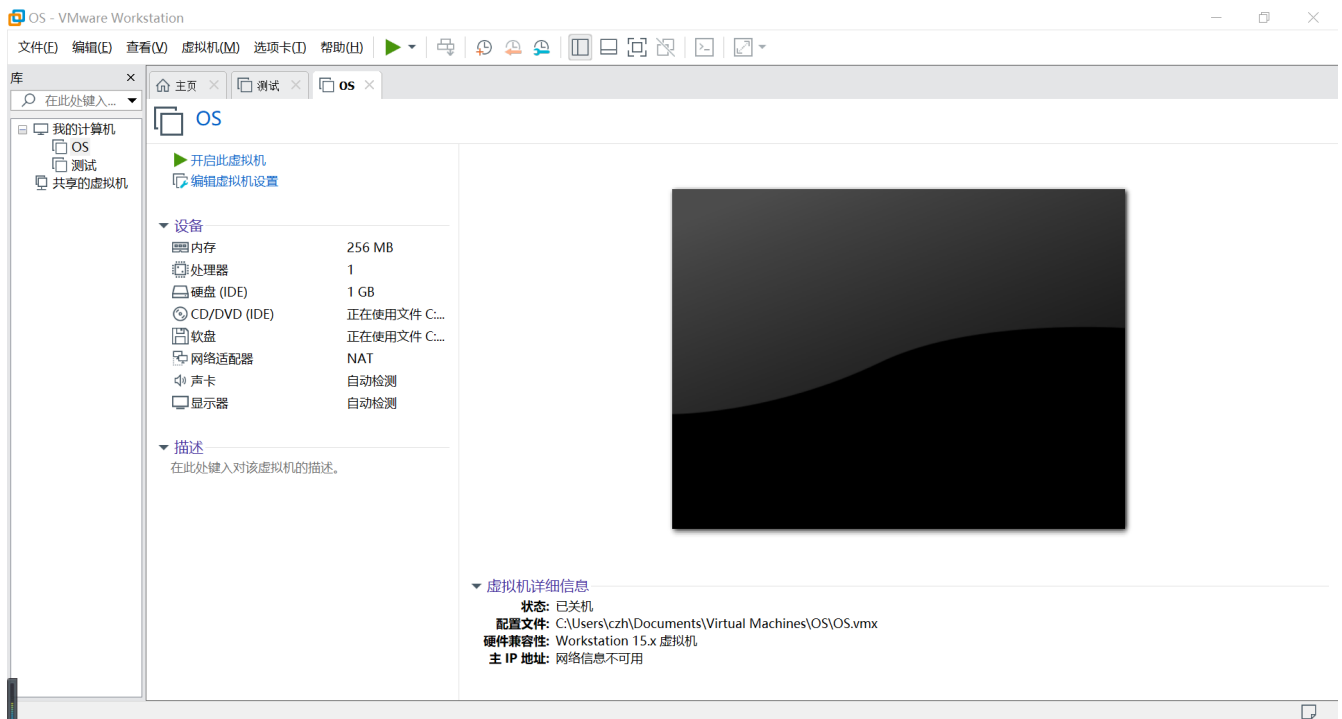 OS - VMware Workstation
文件(F) 编辑(E) 查看(V) 虚拟机(M) 选项卡(T) 帮助(H)
库
在此处键入...
主页 测试 OS
我的计算机
OS
测试
共享的虚拟机
OS
开启此虚拟机
编辑虚拟机设置
设备
内存 256 MB
处理器 1
硬盘 (IDE) 1 GB
CD/DVD (IDE) 正在使用文件 C:...
软盘 正在使用文件 C:...
网络适配器 NAT
声卡 自动检测
显示器 自动检测
描述
在此处键入对该虚拟机的描述。
虚拟机详细信息
状态: 已关机
配置文件: C:\Users\czh\Documents\Virtual Machines\OS\OS.vmx
硬件兼容性: Workstation 15.x 虚拟机
主 IP 地址: 网络信息不可用